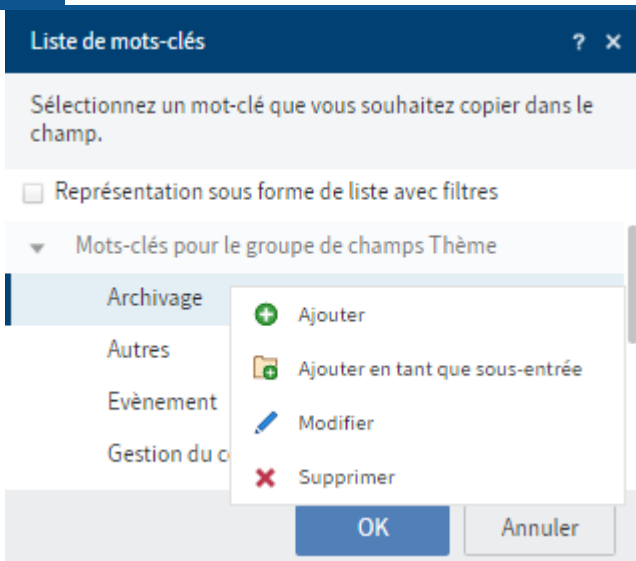 Liste de mots-clés ? ×
Sélectionnez un mot-clé que vous souhaitez copier dans le
champ.
Représentation sous forme de liste avec filtres
Mots-clés pour le groupe de champs Thème
Archivage
Ajouter
Autres
Ajouter en tant que sous-entrée
Evènement
Modifier
Gestion du
Supprimer
OK Annuler